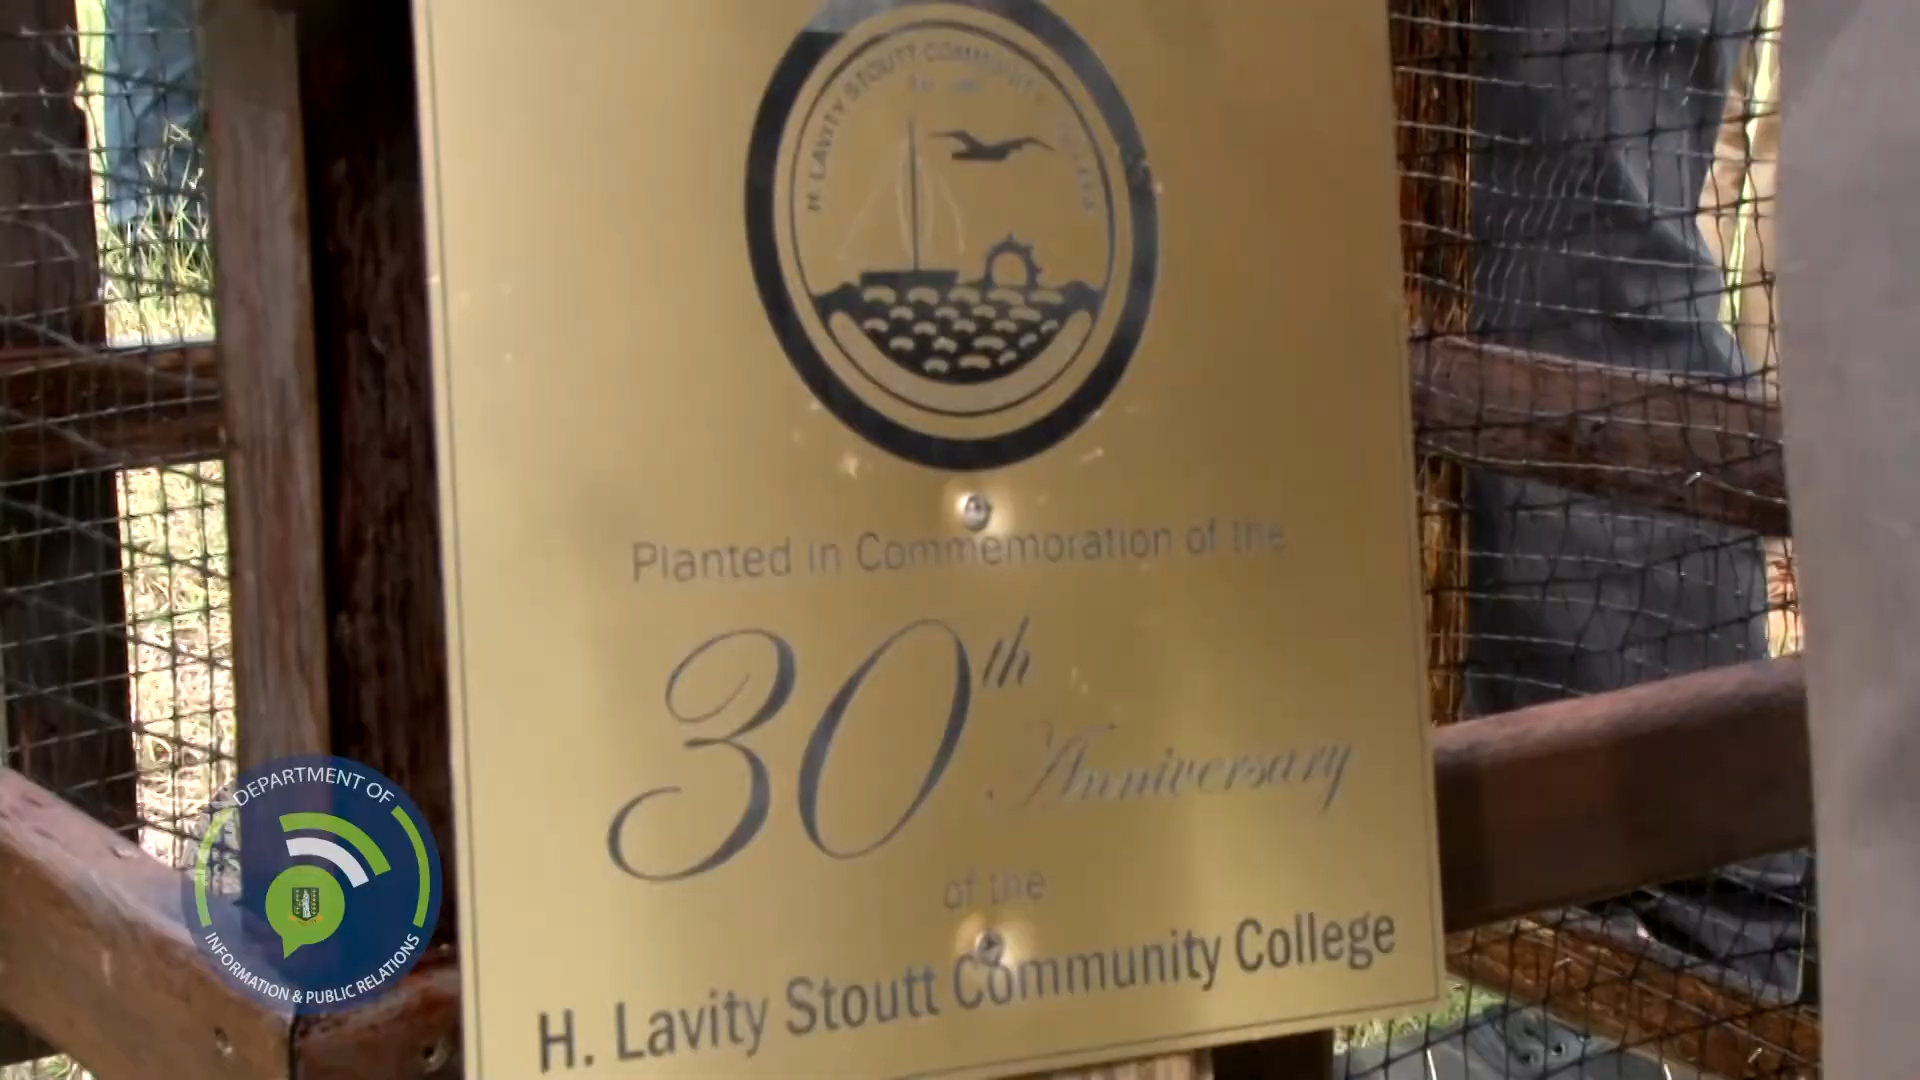 H LAVITY STOUTT COMMUNITY COLLEGE
Planted in Commemoration of the
30th Anniversary
of the
H. Lavity Stoutt Community College
DEPARTMENT OF
INFORMATION & PUBLIC RELATIONS